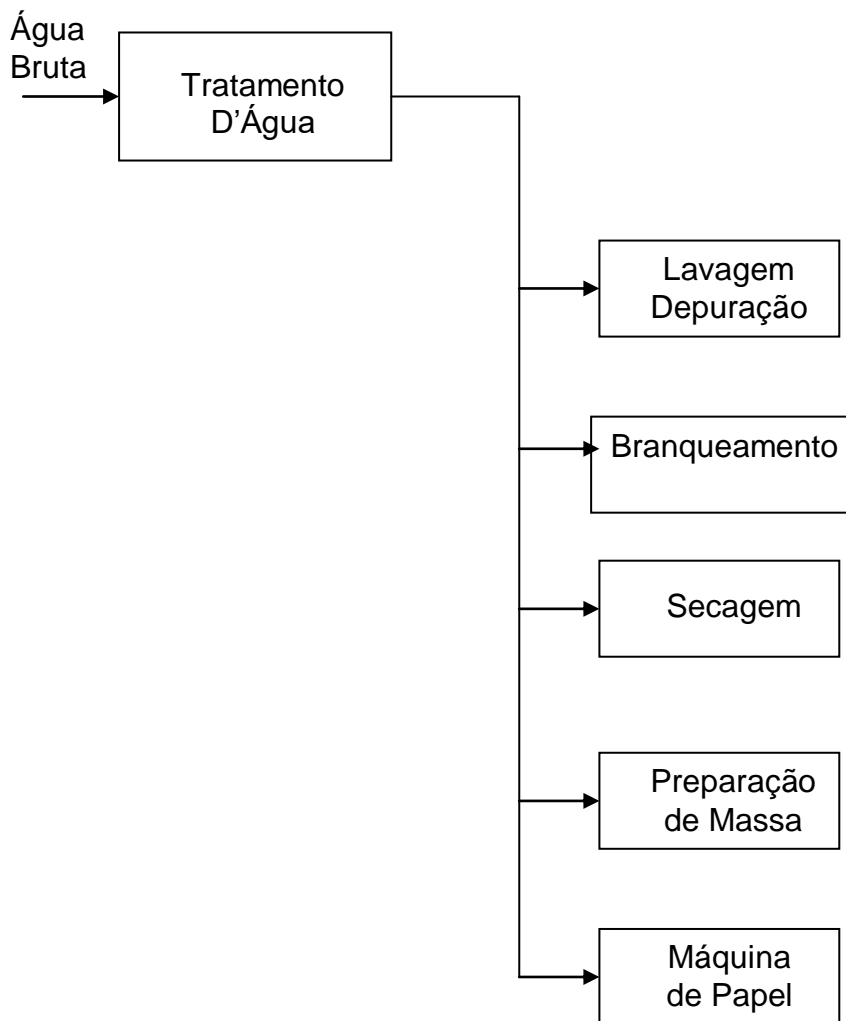 Água
Bruta
Tratamento
D’Água
Lavagem
Depuração
Branqueamento
Secagem
Preparação
de Massa
Máquina
de Papel